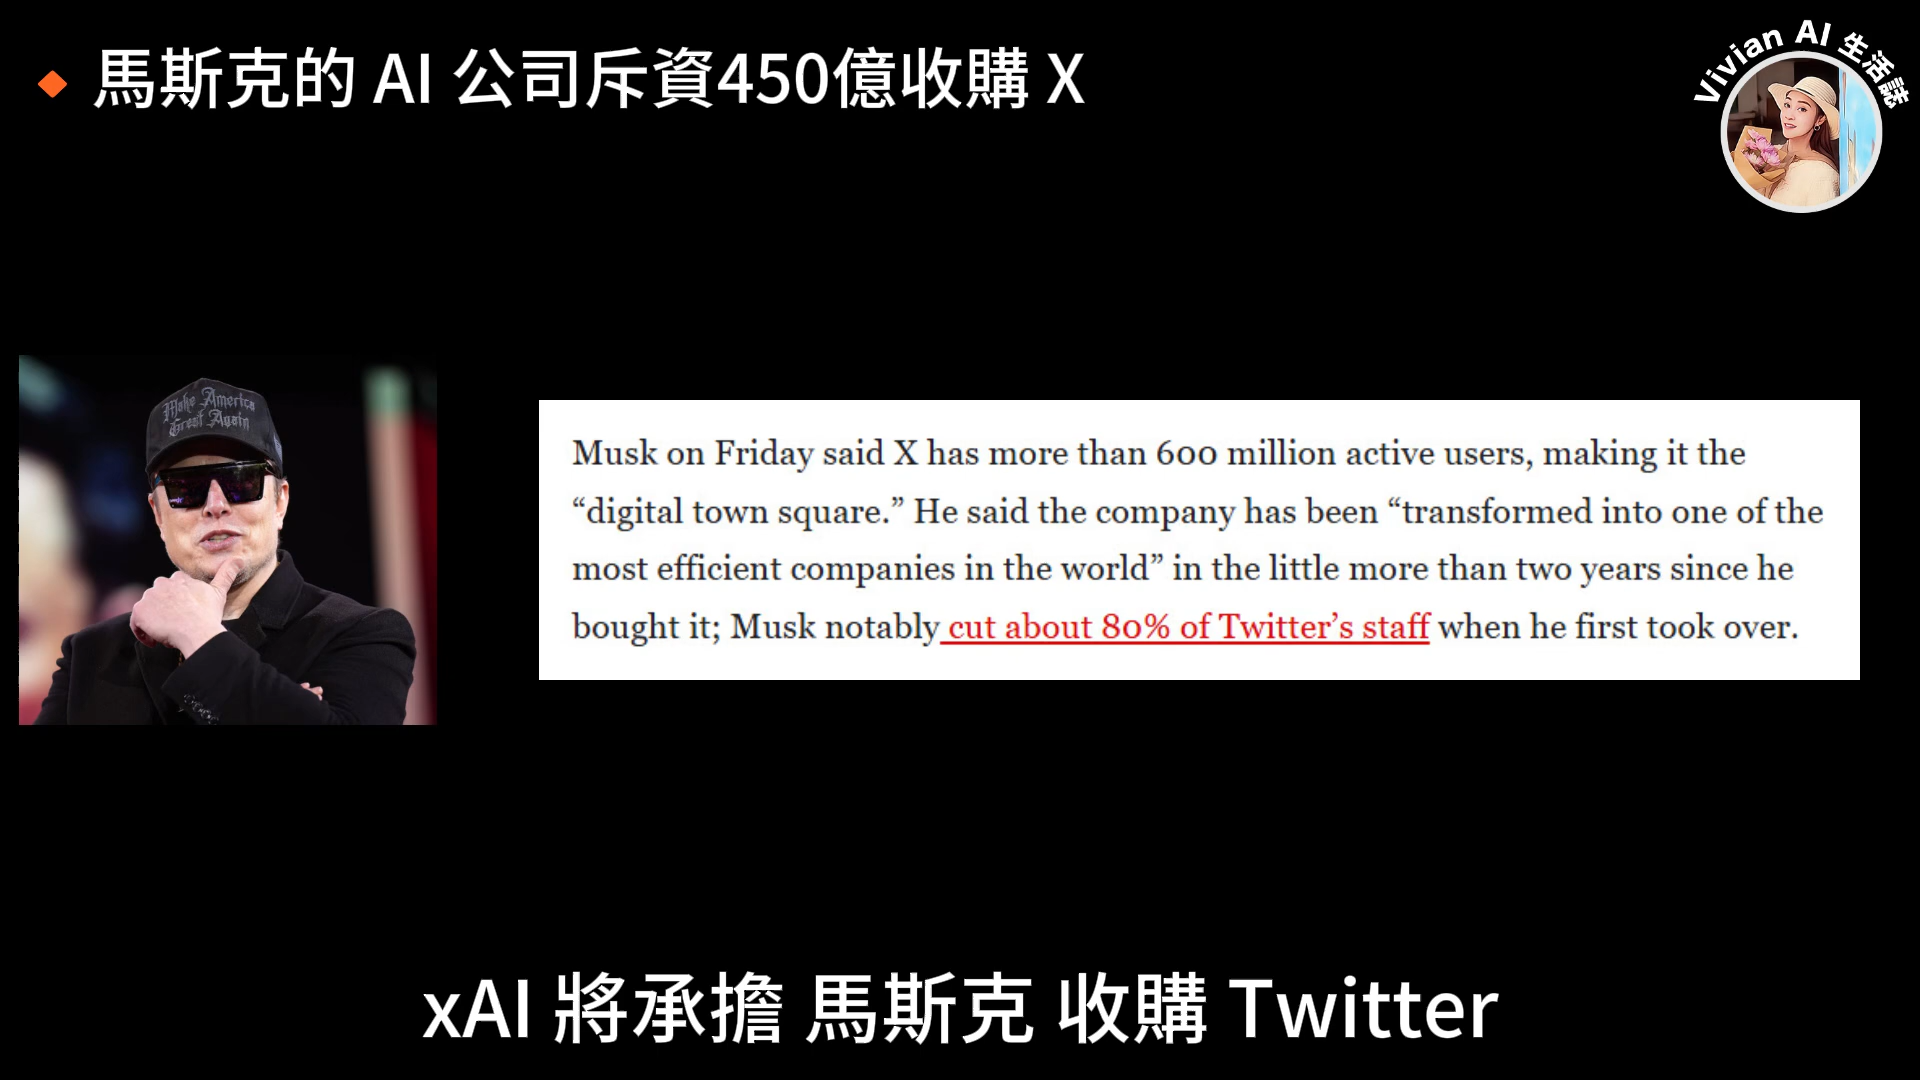 馬斯克的 AI 公司斥資450億收購 X
Vivian AI 生活誌
Make America
Great Again
Musk on Friday said X has more than 600 million active users, making it the
“digital town square.” He said the company has been “transformed into one of the
most efficient companies in the world” in the little more than two years since he
bought it; Musk notably cut about 80% of Twitter’s staff when he first took over.
xAI 將承擔 馬斯克 收購 Twitter